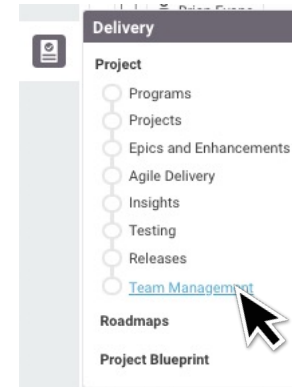 Delivery
Project
Programs
Projects
Epics and Enhancements
Agile Delivery
Insights
Testing
Releases
Team Management
Roadmaps
Project Blueprint